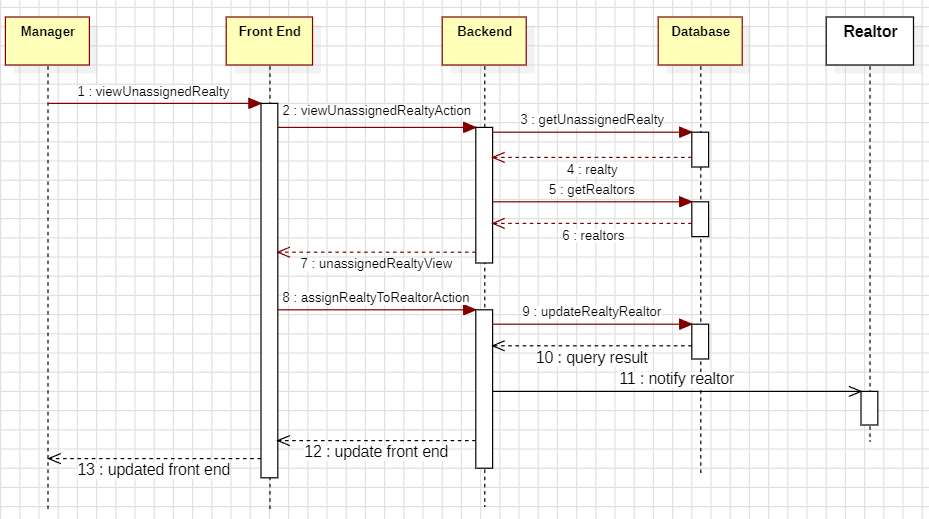 Manager
Front End
Backend
Database
Realtor
1 : viewUnassignedRealty
2 : viewUnassignedRealtyAction
3 : getUnassignedRealty
4 : realty
5 : getRealtors
6 : realtors
7 : unassignedRealtyView
8 : assignRealtyToRealtorAction
9 : updateRealtyRealtor
10 : query result
11 : notify realtor
12 : update front end
13 : updated front end